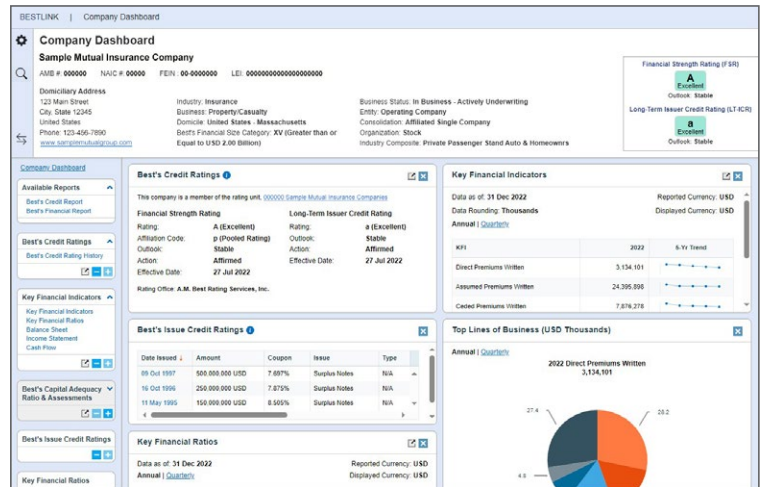 BESTLINK | Company Dashboard
Company Dashboard
Sample Mutual Insurance Company
AMB #: 000000 NAIC #: 00000 FEIN : 00-0000000 LEI: 00000000000000000000
Domiciliary Address
123 Main Street
City, State 12345
United States
Phone: 123-456-7890
www.samplemutualgroup.com
Industry: Insurance
Business: Property/Casualty
Domicile: United States - Massachusetts
Best's Financial Size Category: XV (Greater than or
Equal to USD 2.00 Billion)
Business Status: In Business - Actively Underwriting
Entity: Operating Company
Consolidation: Affiliated Single Company
Organization: Stock
Industry Composite: Private Passenger Stand Auto & Homeownrs
Financial Strength Rating (FSR)
A
Excellent
Outlook: Stable
Long-Term Issuer Credit Rating (LT-ICR)
a
Excellent
Outlook: Stable
Company Dashboard
Available Reports
Best's Credit Report
Best's Financial Report
Best's Credit Ratings
Best's Credit Rating History
Key Financial Indicators
Key Financial Indicators
Key Financial Ratios
Balance Sheet
Income Statement
Cash Flow
Best's Capital Adequacy
Ratio & Assessments
Best's Issue Credit Ratings
Key Financial Ratios
Best's Credit Ratings
This company is a member of the rating unit, 000000 Sample Mutual Insurance Companies
Financial Strength Rating
Rating: A (Excellent)
Affiliation Code: p (Pooled Rating)
Outlook: Stable
Action: Affirmed
Effective Date: 27 Jul 2022
Long-Term Issuer Credit Rating
Rating: a (Excellent)
Outlook: Stable
Action: Affirmed
Effective Date: 27 Jul 2022
Rating Office: A.M. Best Rating Services, Inc.
Best's Issue Credit Ratings
Date Issued Amount Coupon Issue Type
09 Oct 1997 500,000,000 USD 7.697% Surplus Notes N/A
16 Oct 1996 250,000,000 USD 7.875% Surplus Notes N/A
11 May 1995 150,000,000 USD 8.505% Surplus Notes N/A
Key Financial Ratios
Data as of: 31 Dec 2022 Reported Currency: USD
Annual | Quarterly Displayed Currency: USD
Key Financial Indicators
Data as of: 31 Dec 2022 Reported Currency: USD
Data Rounding: Thousands Displayed Currency: USD
Annual | Quarterly
KPI 2022 5-Yr Trend
Direct Premiums Written 3,134,101
Assumed Premiums Written 24,395,898
Ceded Premiums Written 7,876,278
Top Lines of Business (USD Thousands)
Annual | Quarterly
2022 Direct Premiums Written
3,134,101
27.4
28.2
4.8